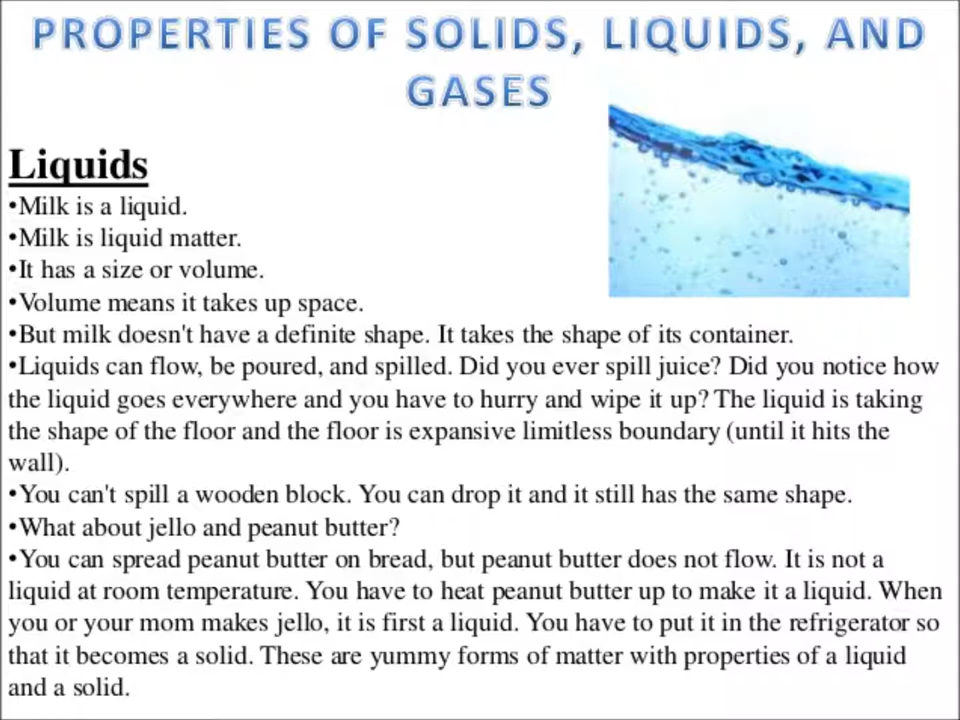 PROPERTIES OF SOLIDS, LIQUIDS, AND
GASES
Liquids
•Milk is a liquid.
•Milk is liquid matter.
•It has a size or volume.
•Volume means it takes up space.
•But milk doesn't have a definite shape. It takes the shape of its container.
•Liquids can flow, be poured, and spilled. Did you ever spill juice? Did you notice how
the liquid goes everywhere and you have to hurry and wipe it up? The liquid is taking
the shape of the floor and the floor is expansive limitless boundary (until it hits the
wall).
•You can't spill a wooden block. You can drop it and it still has the same shape.
•What about jello and peanut butter?
•You can spread peanut butter on bread, but peanut butter does not flow. It is not a
liquid at room temperature. You have to heat peanut butter up to make it a liquid. When
you or your mom makes jello, it is first a liquid. You have to put it in the refrigerator so
that it becomes a solid. These are yummy forms of matter with properties of a liquid
and a solid.